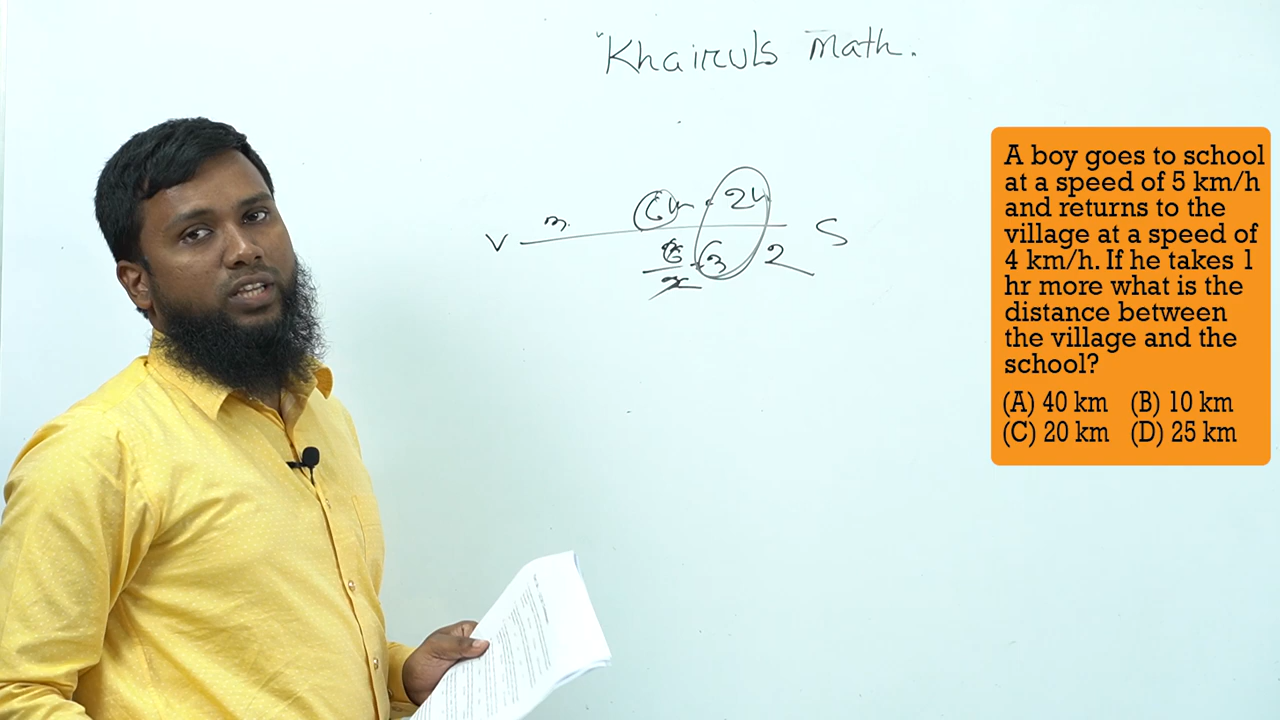 Khairuls Math.
V
S
24
3
2
A boy goes to school
at a speed of 5 km/h
and returns to the
village at a speed of
4 km/h. If he takes 1
hr more what is the
distance between
the village and the
school?
(A) 40 km (B) 10 km
(C) 20 km (D) 25 km